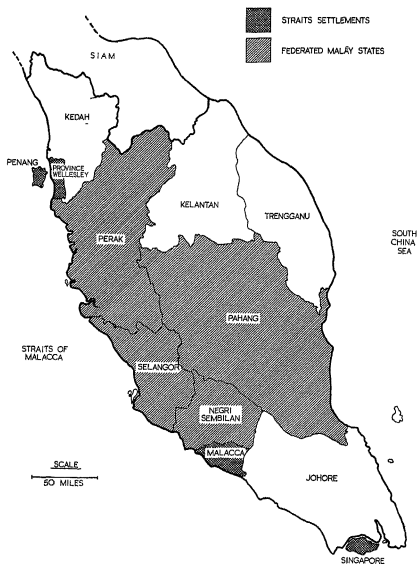 STRAITS SETTLEMENTS
FEDERATED MALAY STATES
SIAM
KEDAH
PENANG
PROVINCE
WELLESLEY
KELANTAN
TRENGGANU
PERAK
SOUTH
CHINA
SEA
PAHANG
STRAITS OF
MALACCA
SELANGOR
NEGRI
SEMBILAN
MALACCA
SCALE
50 MILES
JOHORE
SINGAPORE